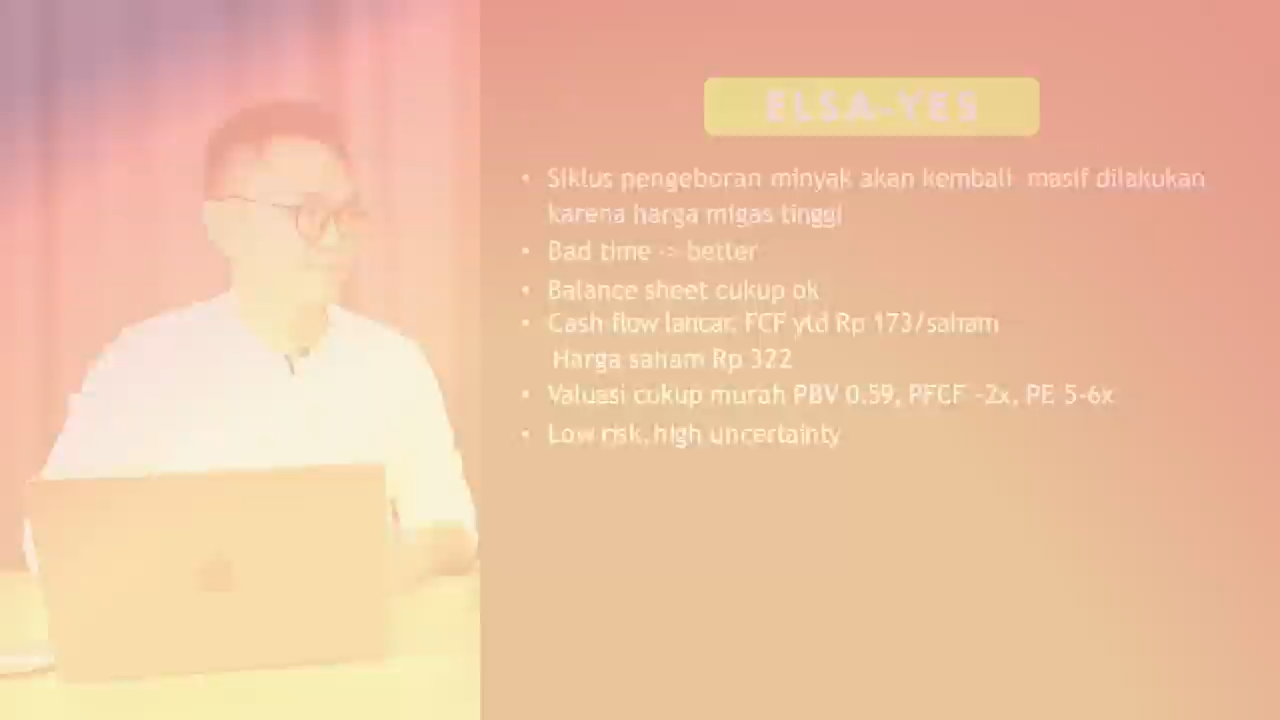 ELSA-YES
• Siklus pengeboran minyak akan kembali masif dilakukan
karena harga migas tinggi
• Bad time -> better
• Balance sheet cukup ok
• Cash flow lancar, FCF yld Rp 173/saham
Harga saham Rp 322
• Valuasi cukup murah PBV 0.59, PFCF -2x, PE 5-6x
• Low risk, high uncertainty